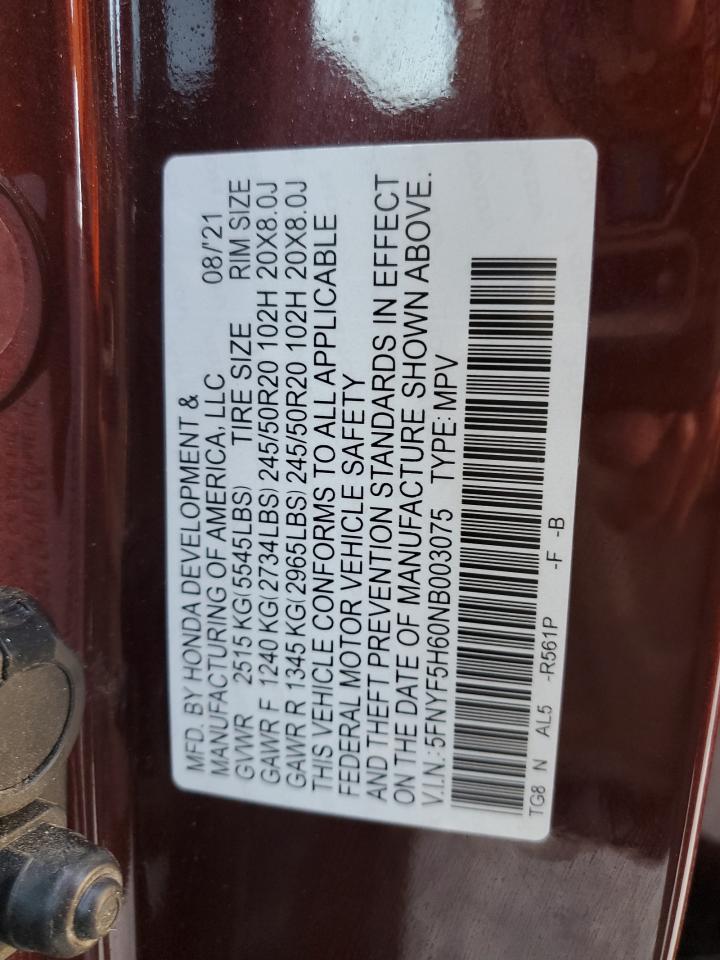 MFD. BY HONDA DEVELOPMENT &
MANUFACTURING OF AMERICA, LLC 08/'21
GVWR 2515 KG(5545LBS) TIRE SIZE RIM SIZE
GAWR F 1240 KG(2734LBS) 245/50R20 102H 20X8.0J
GAWR R 1345 KG(2965LBS) 245/50R20 102H 20X8.0J
THIS VEHICLE CONFORMS TO ALL APPLICABLE
FEDERAL MOTOR VEHICLE SAFETY
AND THEFT PREVENTION STANDARDS IN EFFECT
ON THE DATE OF MANUFACTURE SHOWN ABOVE.
V.I.N.:5FNYF5H60NB003075 TYPE: MPV
TG8 N AL5 -R561P -F -B